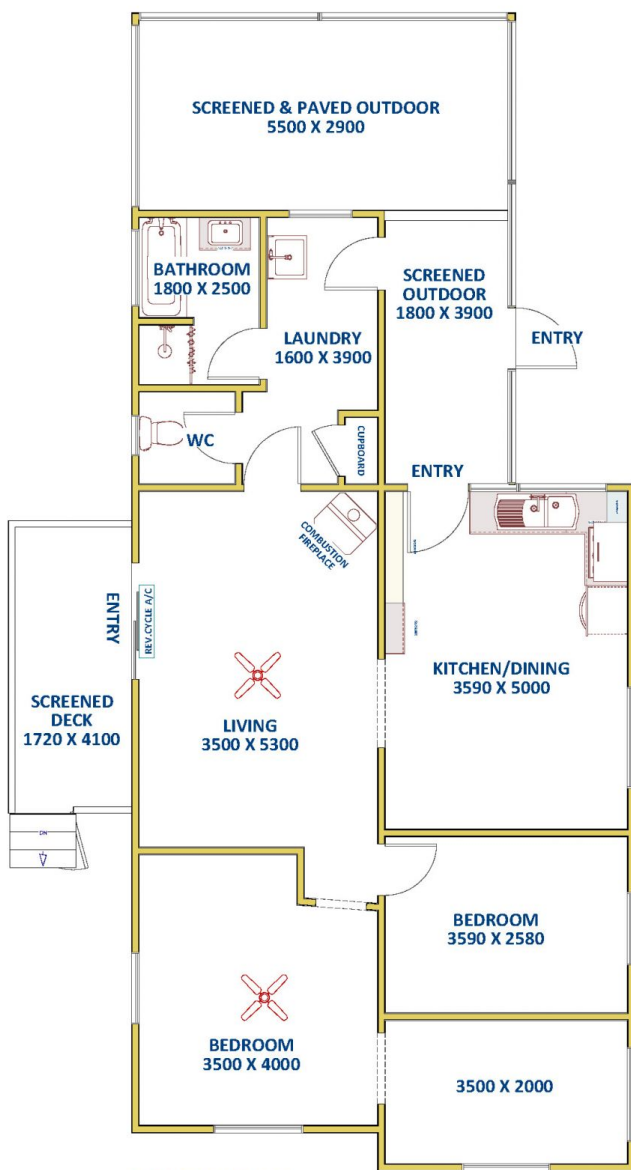 SCREENED & PAVED OUTDOOR
5500 X 2900
BATHROOM
1800 X 2500
SCREENED
OUTDOOR
1800 X 3900
LAUNDRY
1600 X 3900
ENTRY
WC
CUPBOARD
ENTRY
COMBUSTION
FIREPLACE
REV.CYCLE A/C
ENTRY
KITCHEN/DINING
3590 X 5000
SCREENED
DECK
1720 X 4100
LIVING
3500 X 5300
DN
BEDROOM
3590 X 2580
BEDROOM
3500 X 4000
3500 X 2000